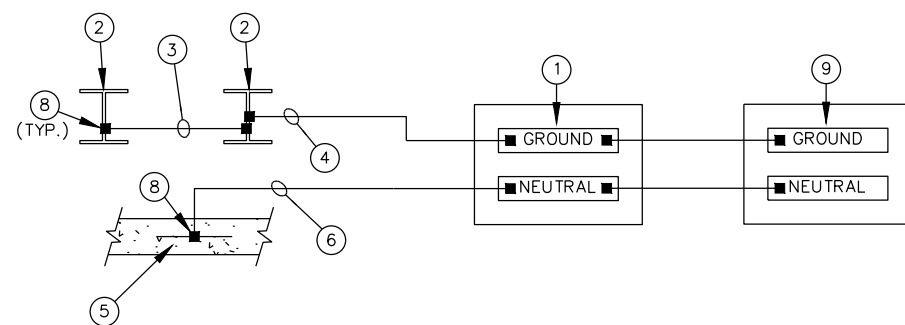 2
3
2
1
9
8
(TYP.)
4
GROUND
GROUND
8
NEUTRAL
NEUTRAL
6
5